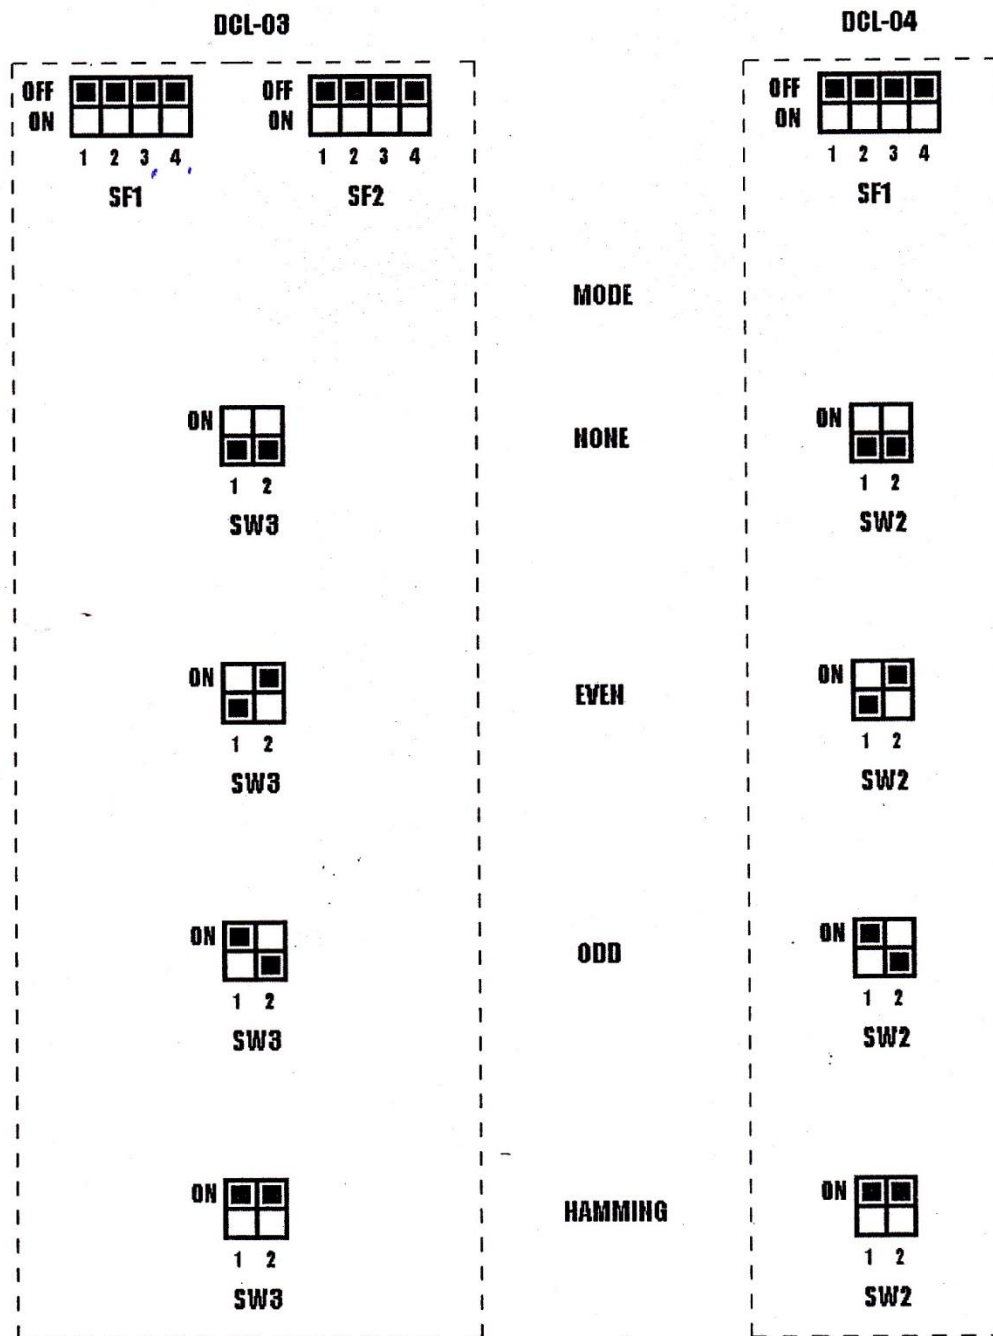 DCL-03
DCL-04
OFF
ON
1 2 3 4
SF1
OFF
ON
1 2 3 4
SF2
OFF
ON
1 2 3 4
SF1
MODE
ON
1 2
SW3
NONE
ON
1 2
SW2
ON
1 2
SW3
EVEN
ON
1 2
SW2
ON
1 2
SW3
ODD
ON
1 2
SW2
ON
1 2
SW3
HAMMING
ON
1 2
SW2